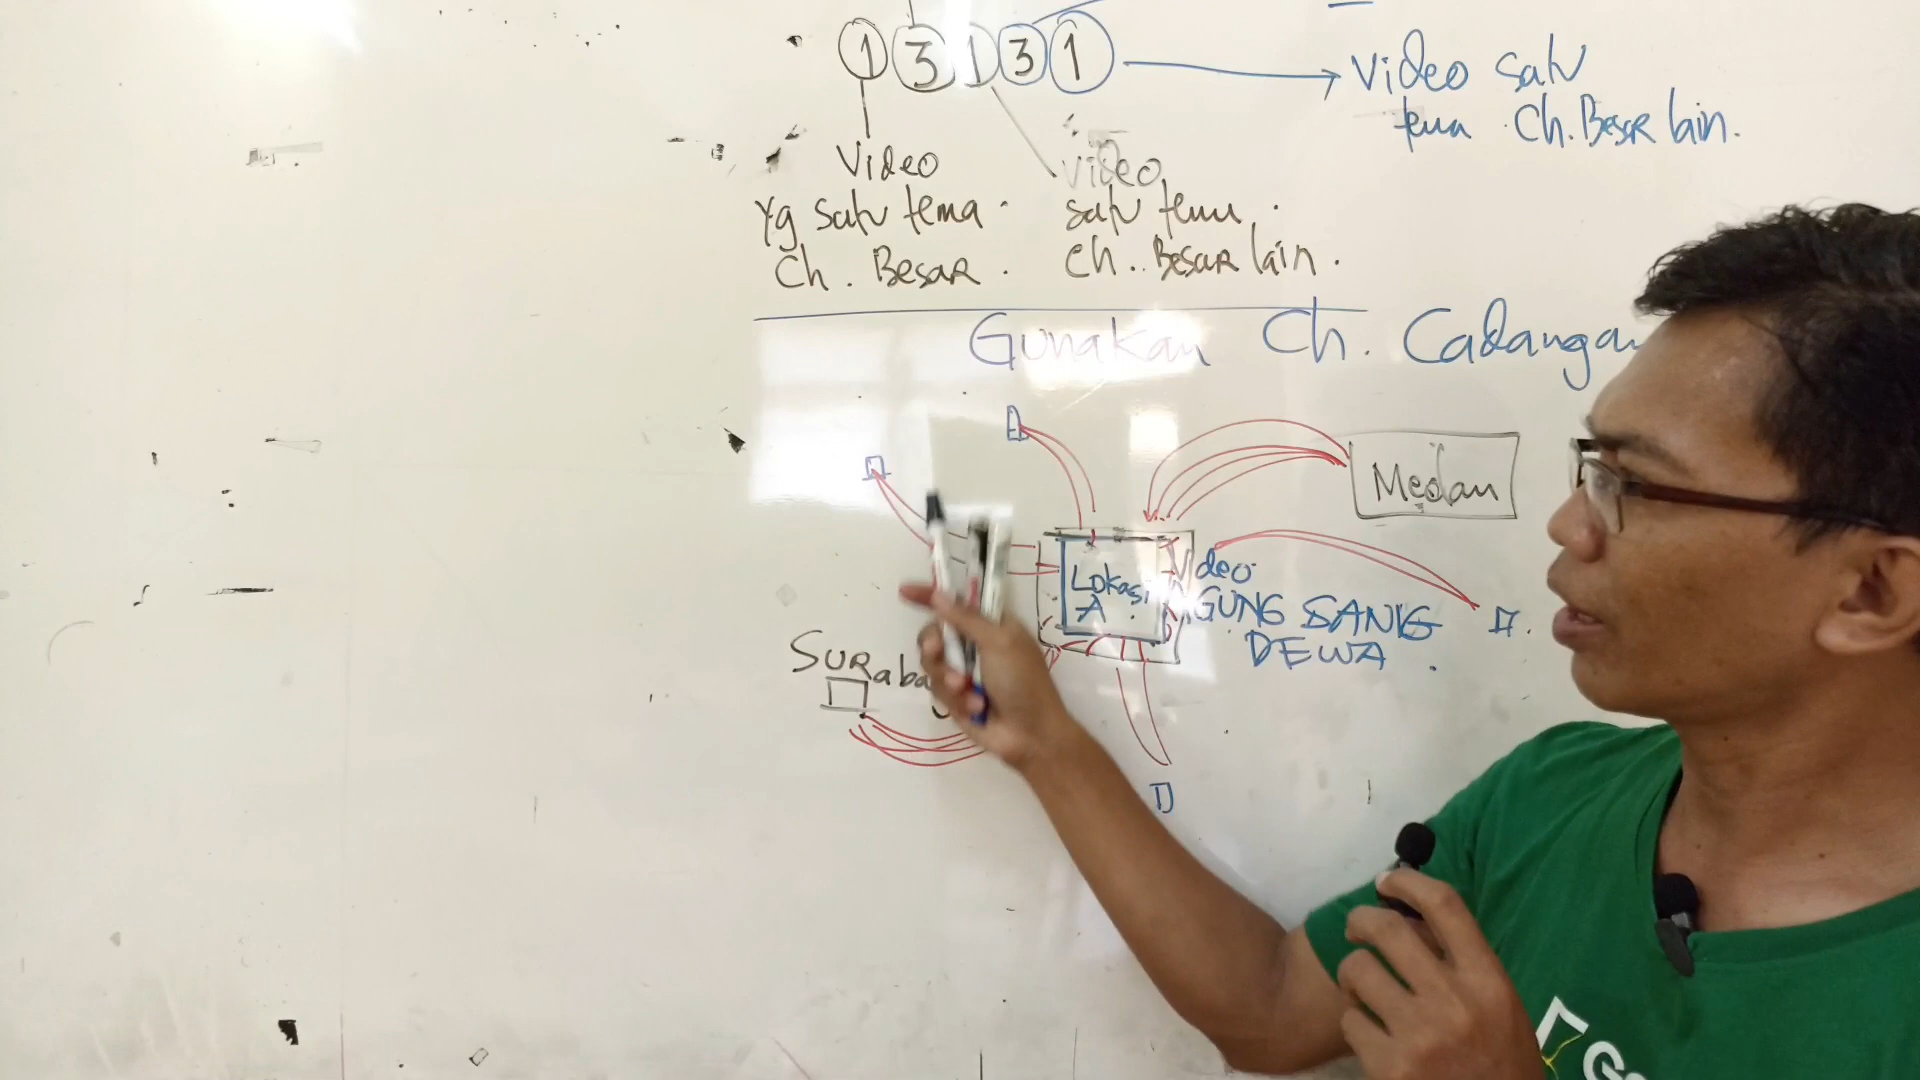 1 3 1 3 1
Video satu
tema Ch. Besar lain.
Video
Yg satu tema
Ch. Besar.
Video
satu tema.
Ch. Besar lain.
Gunakan Ch. Cadangan
Medan
Lokasi
A
Video
AGUNG SANG
DEWA.
Surabay